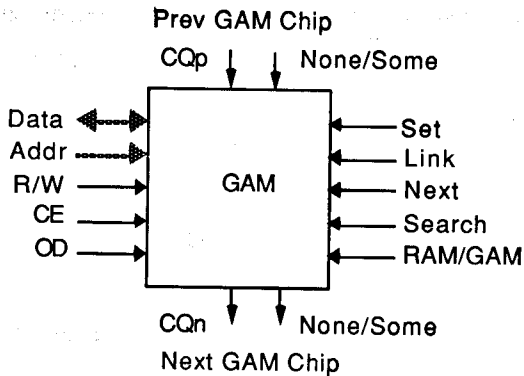 Prev GAM Chip
CQp None/Some
Data
Addr
R/W
CE
OD
GAM
Set
Link
Next
Search
RAM/GAM
CQn None/Some
Next GAM Chip